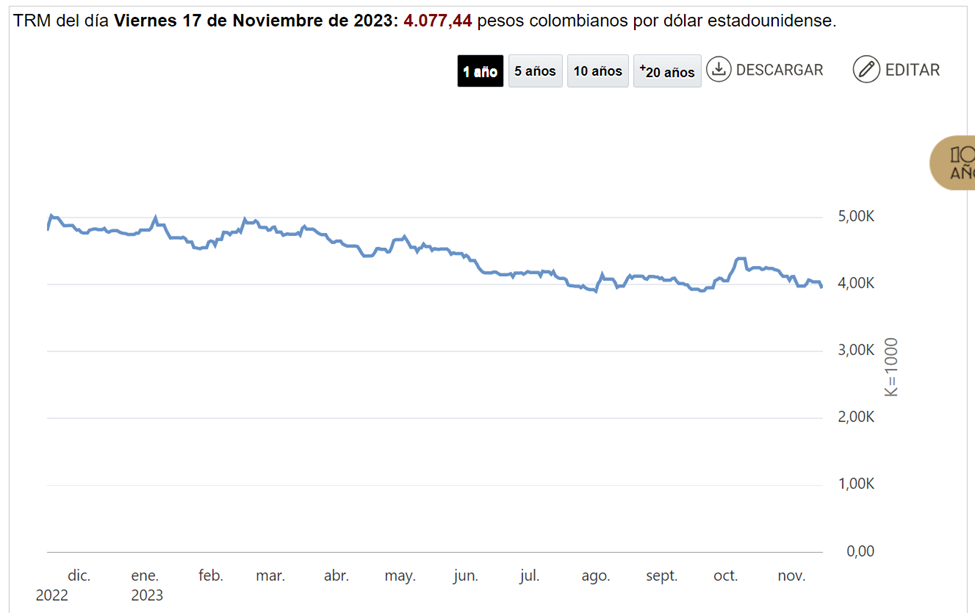 TRM del día Viernes 17 de Noviembre de 2023: 4.077,44 pesos colombianos por dólar estadounidense.
1 año 5 años 10 años +20 años DESCARGAR EDITAR
10
AÑO
5,00K
4,00K
3,00K
2,00K
1,00K
0,00
K=1000
dic. ene. feb. mar. abr. may. jun. jul. ago. sept. oct. nov.
2022 2023